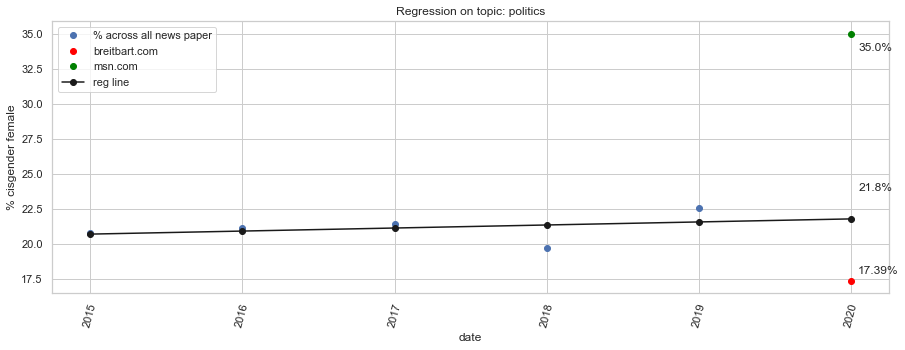 Regression on topic: politics
% across all news paper
breitbart.com
msn.com
reg line
35.0
32.5
30.0
27.5
25.0
22.5
20.0
17.5
% cisgender female
35.0%
21.8%
17.39%
2015
2016
2017
2018
2019
2020
date